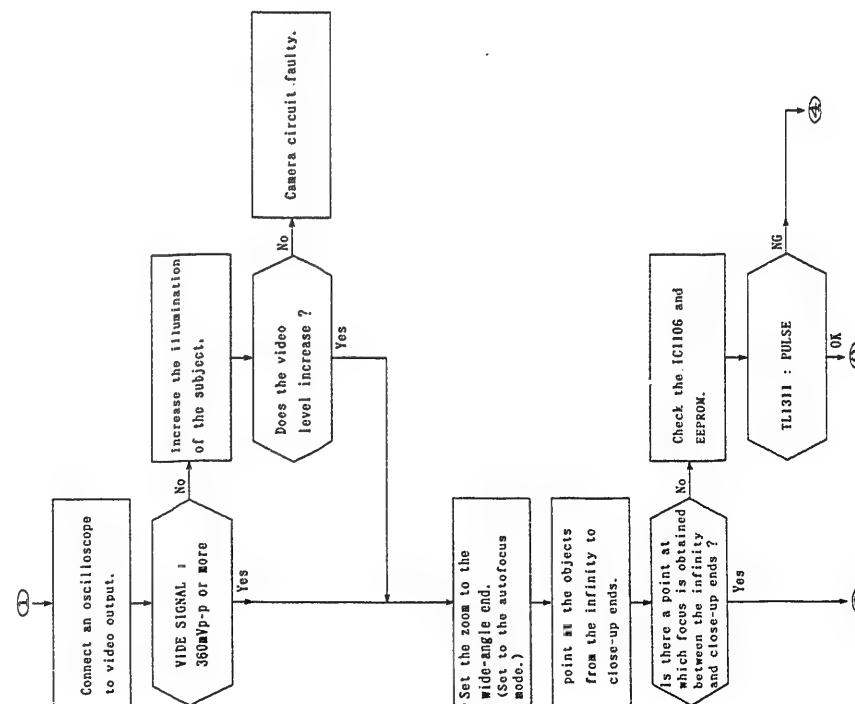 ①
Connect an oscilloscope
to video output.
VIDE SIGNAL :
360mVp-p or more
No
Yes
Increase the illumination
of the subject.
Does the video
level increase ?
No
Yes
Camera circuit faulty.
Set the zoom to the
wide-angle end.
(Set to the autofocus
mode.)
point at the objects
from the infinity to
close-up ends.
Is there a point at
which focus is obtained
between the infinity
and close-up ends ?
No
Yes
Check the IC1106 and
EEPROM.
TL1311 : PULSE
NG
OK
④